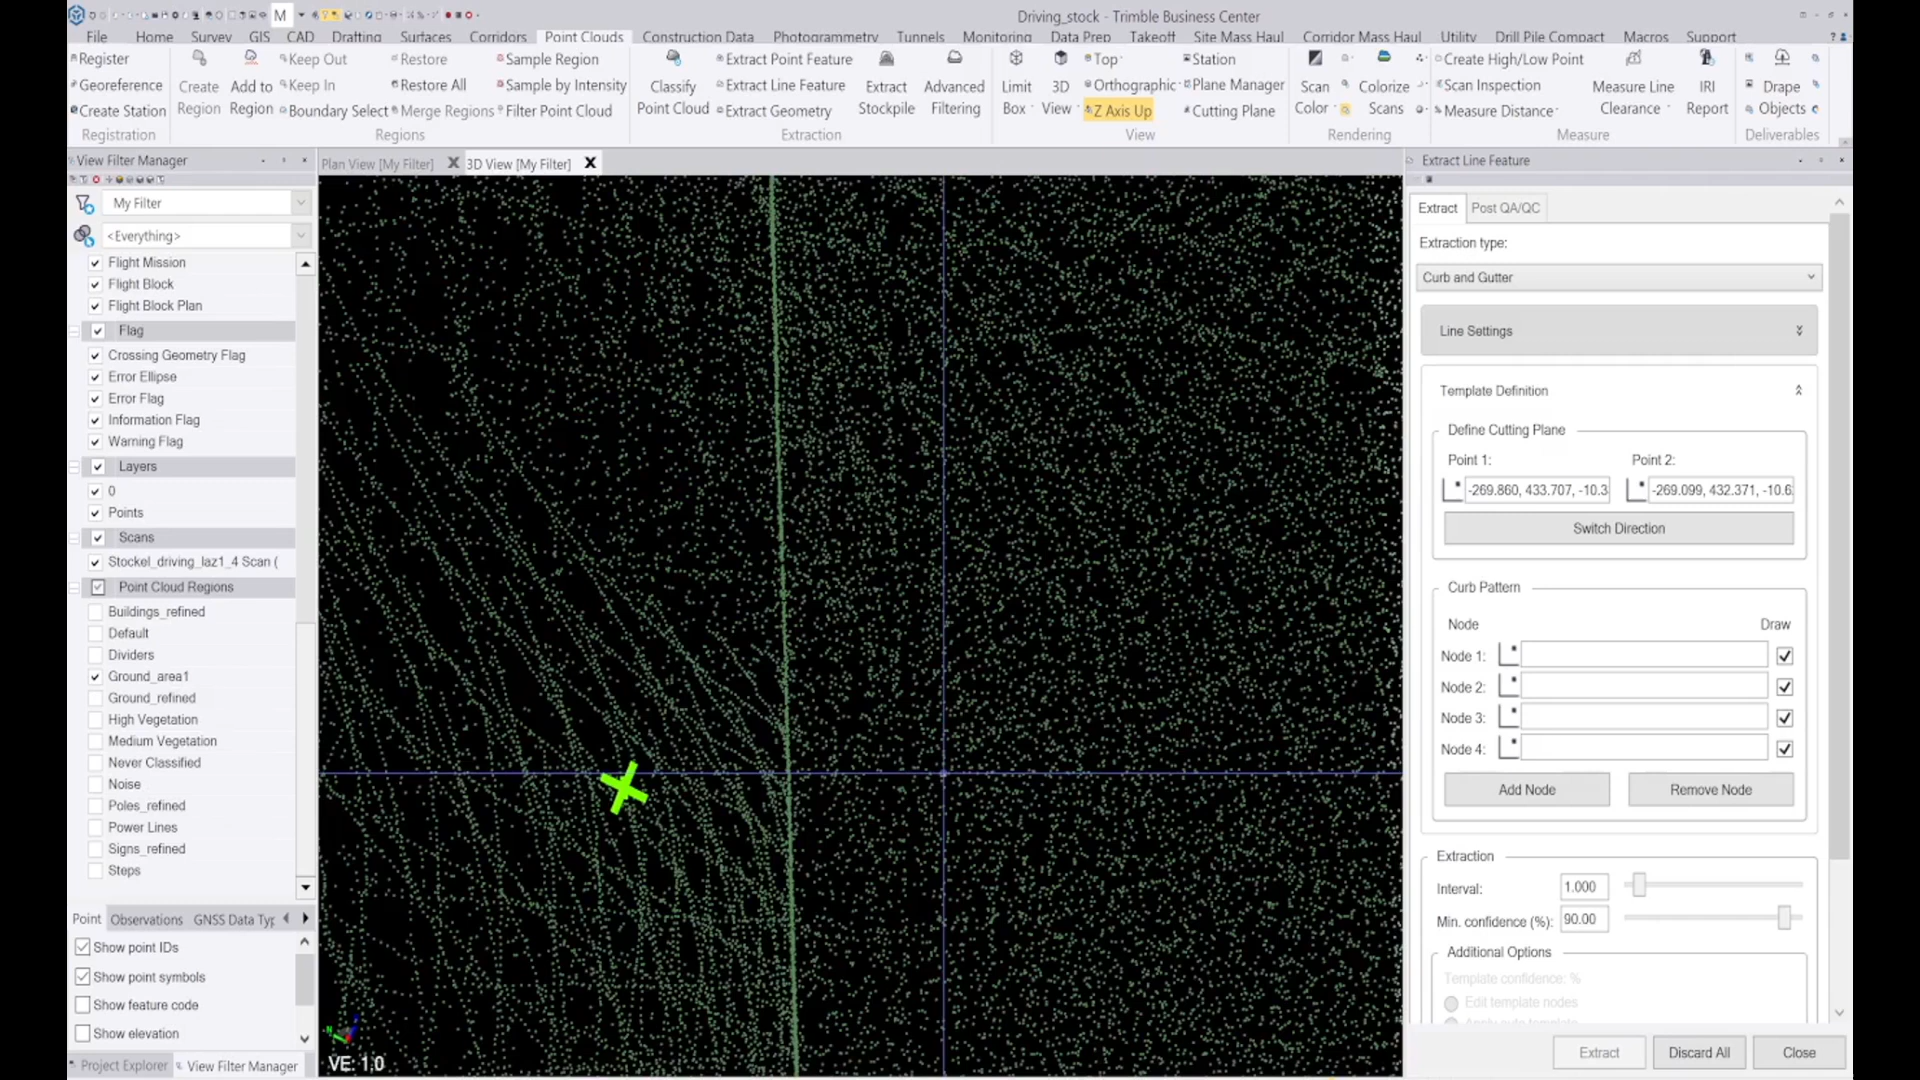 M
Driving_stock - Trimble Business Center
File Home Survey GIS CAD Drafting Surfaces Corridors Point Clouds Construction Data Photogrammetry Tunnels Monitoring Data Prep Takeoff Site Mass Haul Corridor Mass Haul Utility Drill Pile Compact Macros Support
Register
Georeference
Create Station
Registration
Create
Region
Add to
Region
Keep Out
Keep In
Boundary Select
Restore
Restore All
Merge Regions
Sample Region
Sample by Intensity
Filter Point Cloud
Regions
Classify
Point Cloud
Extract Point Feature
Extract Line Feature
Extract Geometry
Extract
Stockpile
Advanced
Filtering
Extraction
Limit
Box
3D
View
Top
Orthographic
Z Axis Up
Station
Plane Manager
Cutting Plane
View
Scan
Color
Colorize
Scans
Rendering
Create High/Low Point
Scan Inspection
Measure Distance
Measure Line
Clearance
IRI
Report
Measure
Drape
Objects
Deliverables
View Filter Manager
My Filter
<Everything>
Flight Mission
Flight Block
Flight Block Plan
Flag
Crossing Geometry Flag
Error Ellipse
Error Flag
Information Flag
Warning Flag
Layers
0
Points
Scans
Stockel_driving_laz1_4 Scan (
Point Cloud Regions
Buildings_refined
Default
Dividers
Ground_area1
Ground_refined
High Vegetation
Medium Vegetation
Never Classified
Noise
Poles_refined
Power Lines
Signs_refined
Steps
Point Observations GNSS Data Typ
Show point IDs
Show point symbols
Show feature code
Show elevation
Project Explorer View Filter Manager
Plan View [My Filter] 3D View [My Filter]
N
VE: 1.0
Extract Line Feature
Extract Post QA/QC
Extraction type:
Curb and Gutter
Line Settings
Template Definition
Define Cutting Plane
Point 1: Point 2:
-269.860, 433.707, -10.3 -269.099, 432.371, -10.6
Switch Direction
Curb Pattern
Node Draw
Node 1:
Node 2:
Node 3:
Node 4:
Add Node Remove Node
Extraction
Interval: 1.000
Min. confidence (%): 90.00
Additional Options
Template confidence: %
Edit template nodes
Extract Discard All Close